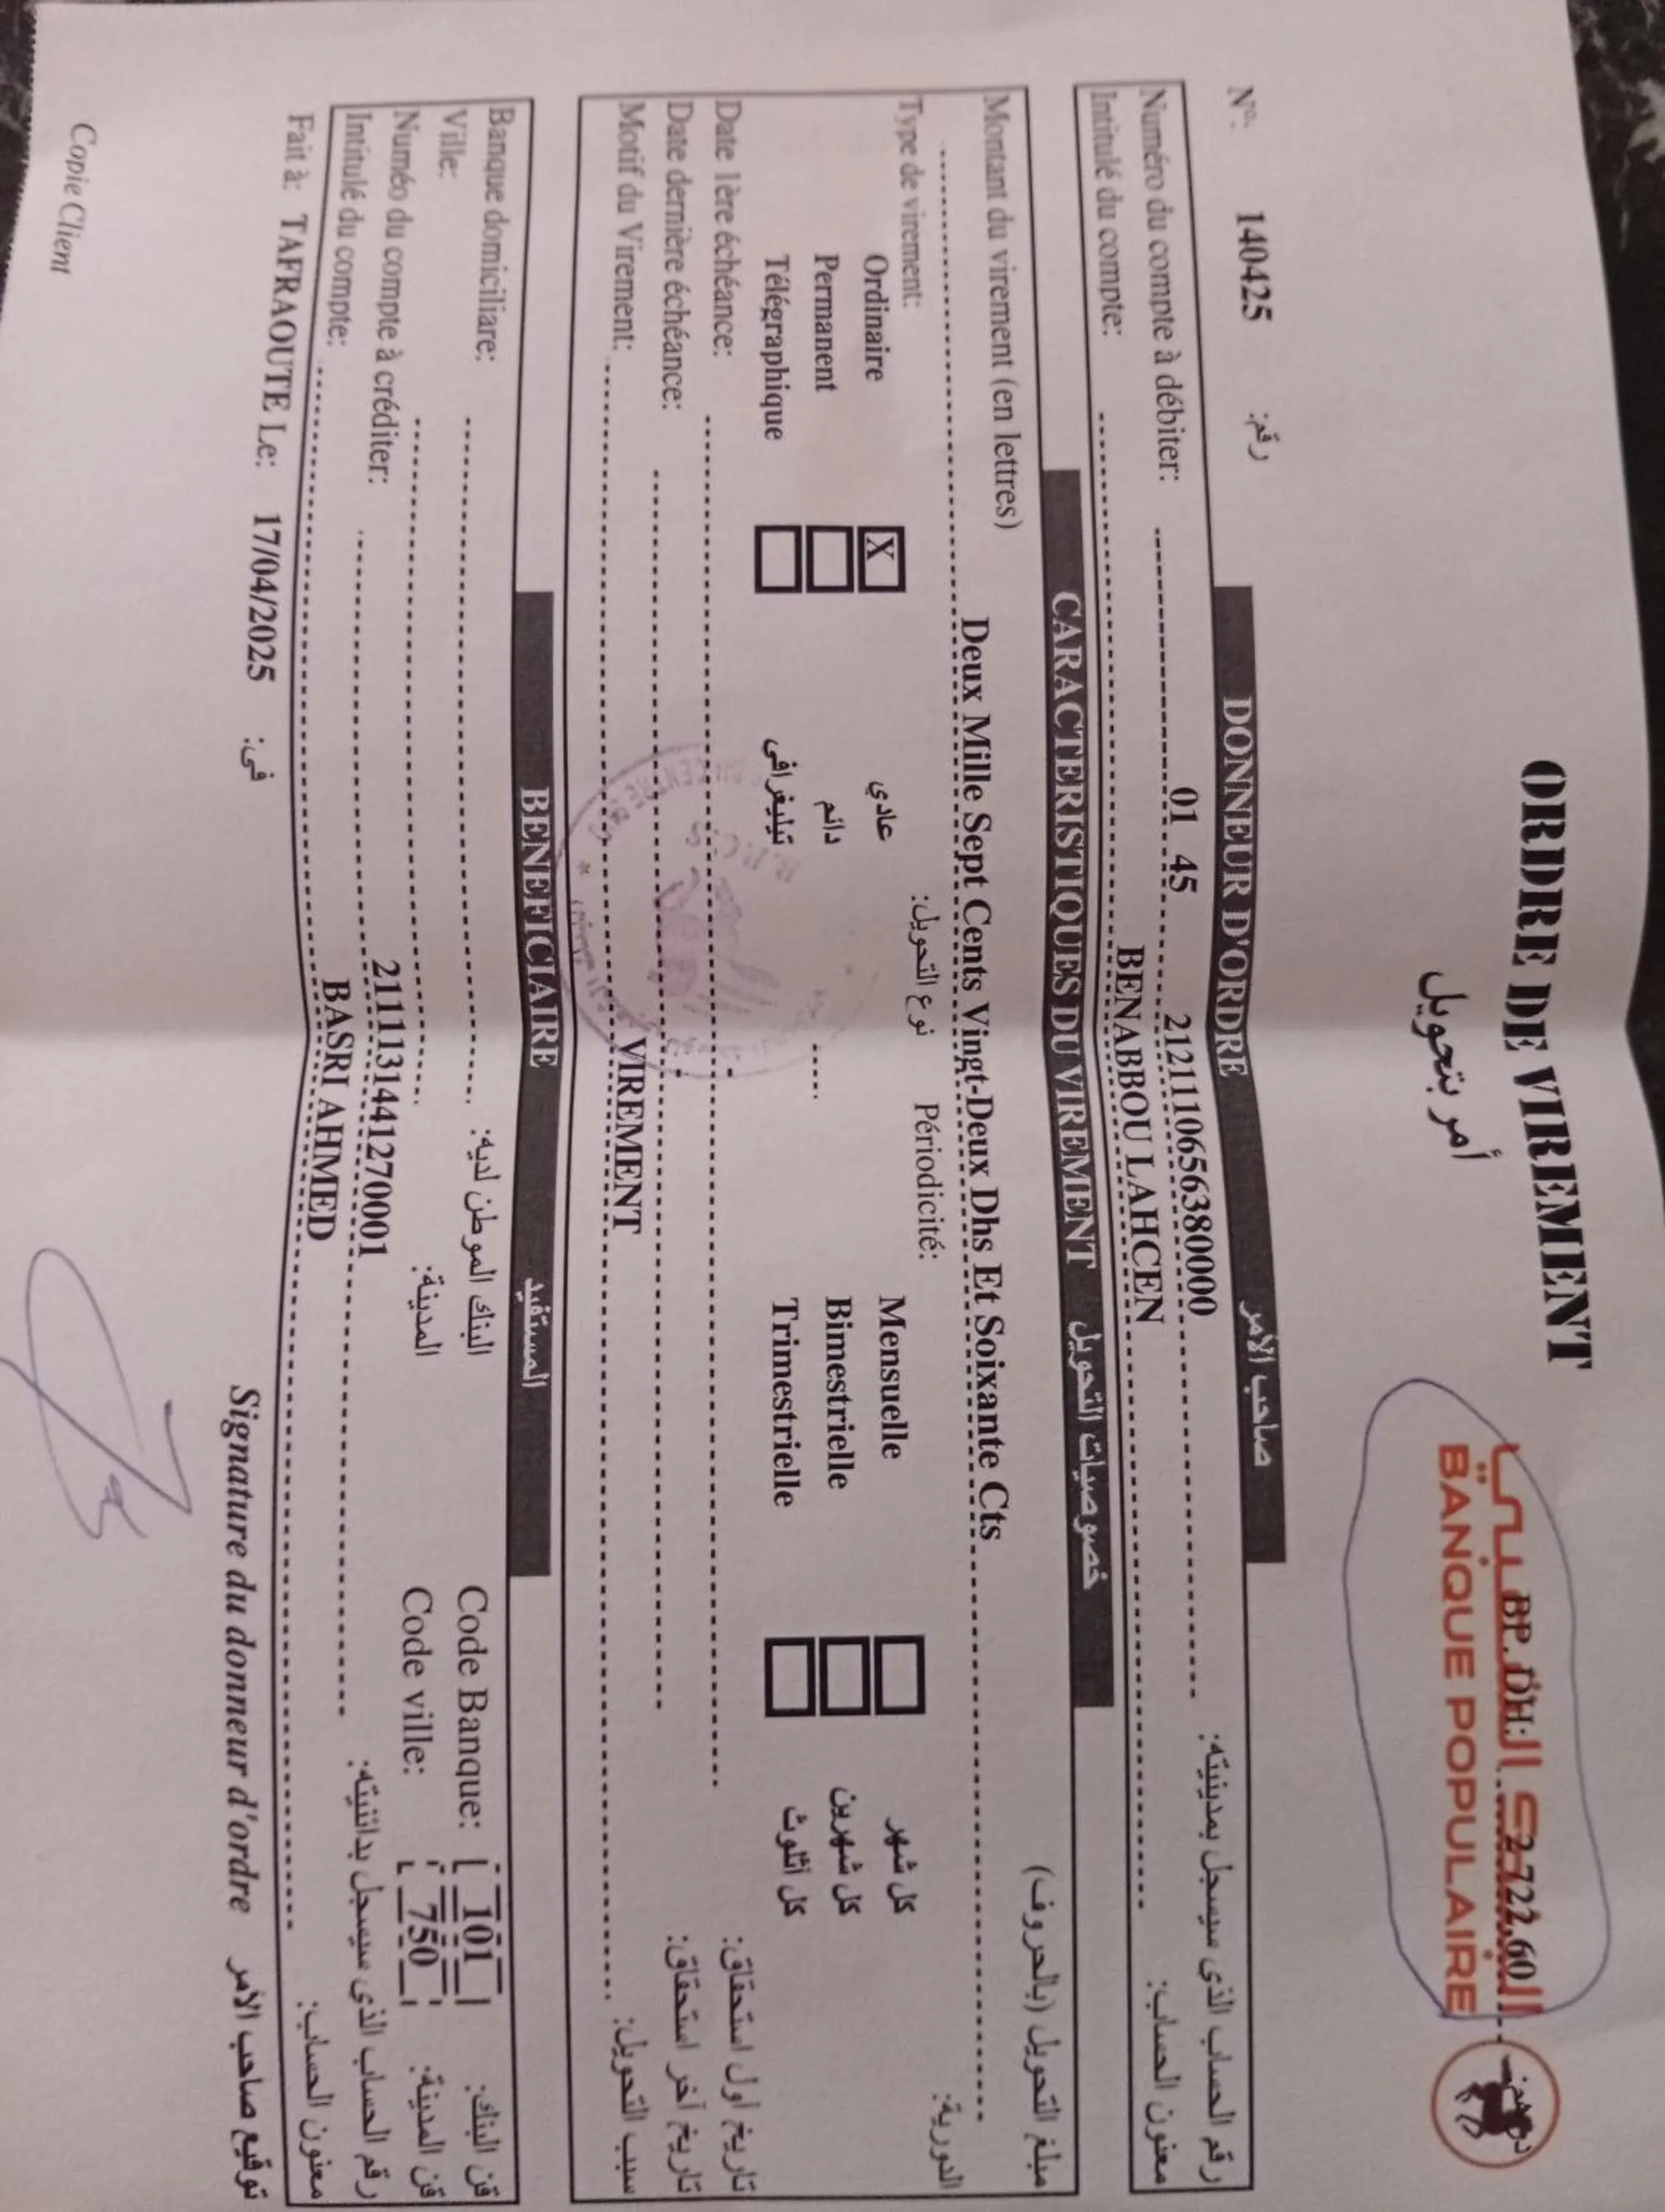 ORDRE DE VIREMENT
أمر بتحويل
البنك الشعبي
BANQUE POPULAIRE
BP. DH: 2 722,60 درهم
N°: 140425 رقم:
DONNEUR D'ORDRE صاحب الأمر
Numéro du compte à débiter: 01 45 2121110656380000 رقم الحساب الذي سيسجل بمدينيته:
Intitulé du compte: BENABBOU LAHCEN معنون الحساب:
CARACTERISTIQUES DU VIREMENT خصوصيات التحويل
Montant du virement (en lettres) مبلغ التحويل (بالحروف)
Deux Mille Sept Cents Vingt-Deux Dhs Et Soixante Cts
Type de virement: نوع التحويل: Périodicité: الدورية:
Ordinaire X عادي Mensuelle كل شهر
Permanent دائم Bimestrielle كل شهرين
Télégraphique تيليغرافي Trimestrielle كل ثلوث
Date 1ère échéance: تاريخ أول استحقاق:
Date dernière échéance: تاريخ آخر استحقاق:
Motif du Virement: VIREMENT سبب التحويل:
B.P.C.S
BENEFICIAIRE المستفيد
Banque domiciliare: البنك الموطن لديه: Code Banque: 101 قن البنك:
Ville: المدينة: Code ville: 750 قن المدينة:
Numéo du compte à créditer: 2111131441270001 رقم الحساب الذي سيسجل بدائنيته:
Intitulé du compte: BASRI AHMED معنون الحساب:
Fait à: TAFRAOUTE Le: 17/04/2025 في:
Signature du donneur d'ordre توقيع صاحب الأمر
Copie Client